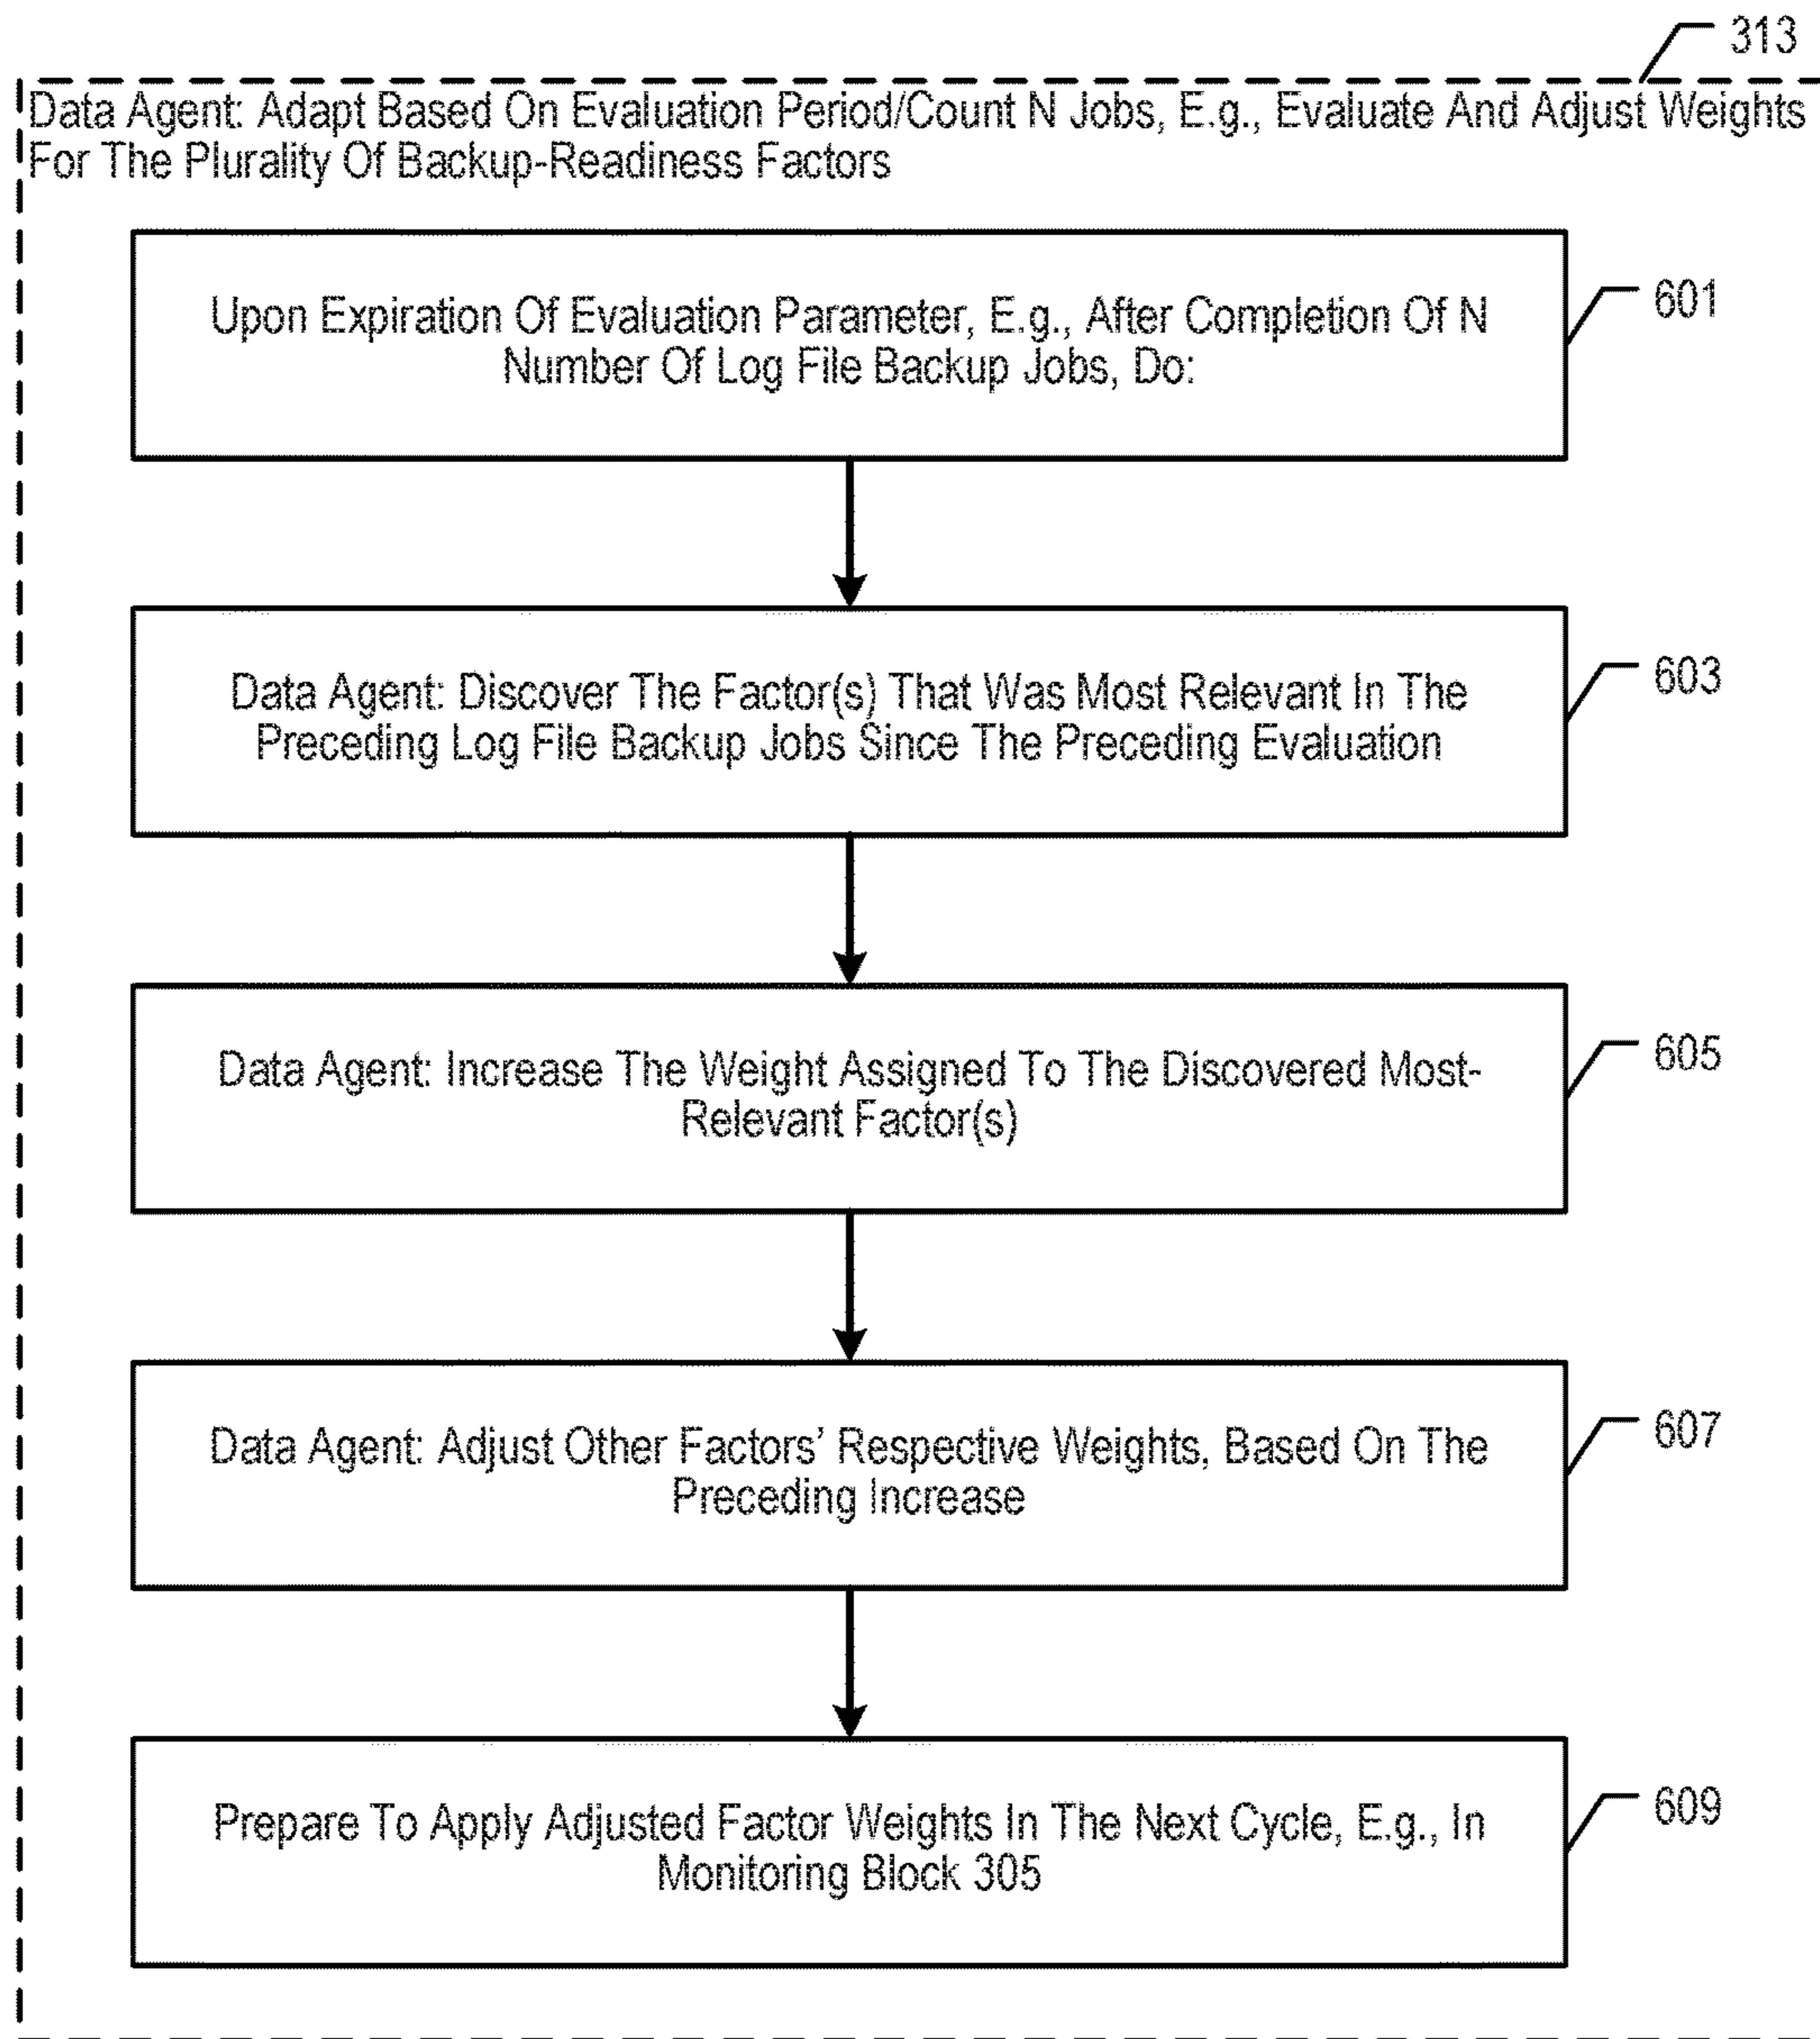 313
Data Agent: Adapt Based On Evaluation Period/Count N Jobs, E.g., Evaluate And Adjust Weights
For The Plurality Of Backup-Readiness Factors
Upon Expiration Of Evaluation Parameter, E.g., After Completion Of N
Number Of Log File Backup Jobs, Do:
601
Data Agent: Discover The Factor(s) That Was Most Relevant In The
Preceding Log File Backup Jobs Since The Preceding Evaluation
603
Data Agent: Increase The Weight Assigned To The Discovered Most-
Relevant Factor(s)
605
Data Agent: Adjust Other Factors’ Respective Weights, Based On The
Preceding Increase
607
Prepare To Apply Adjusted Factor Weights In The Next Cycle, E.g., In
Monitoring Block 305
609